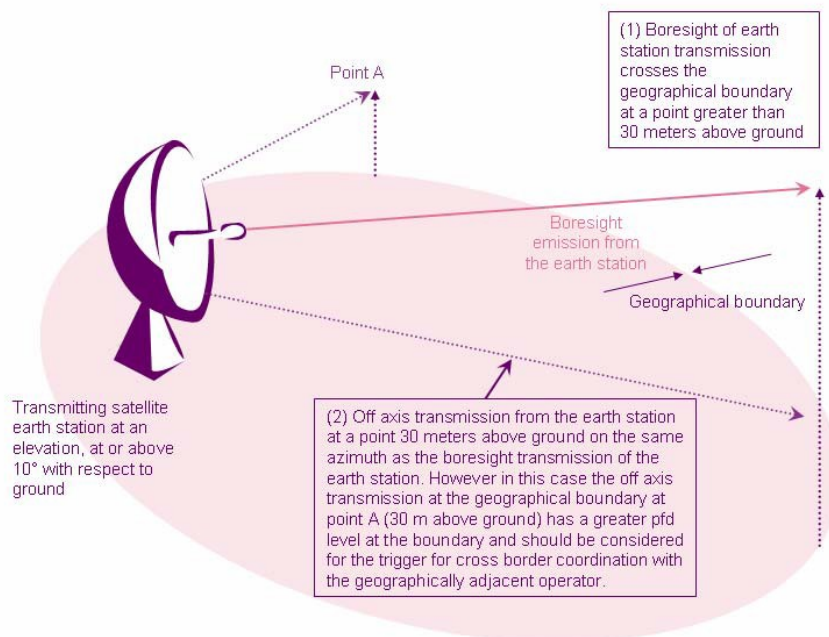 (1) Boresight of earth
station transmission
crosses the
geographical boundary
at a point greater than
30 meters above ground
Point A
Boresight
emission from
the earth station
Geographical boundary
Transmitting satellite
earth station at an
elevation, at or above
10° with respect to
ground
(2) Off axis transmission from the earth station
at a point 30 meters above ground on the same
azimuth as the boresight transmission of the
earth station. However in this case the off axis
transmission at the geographical boundary at
point A (30 m above ground) has a greater pfd
level at the boundary and should be considered
for the trigger for cross border coordination with
the geographically adjacent operator.